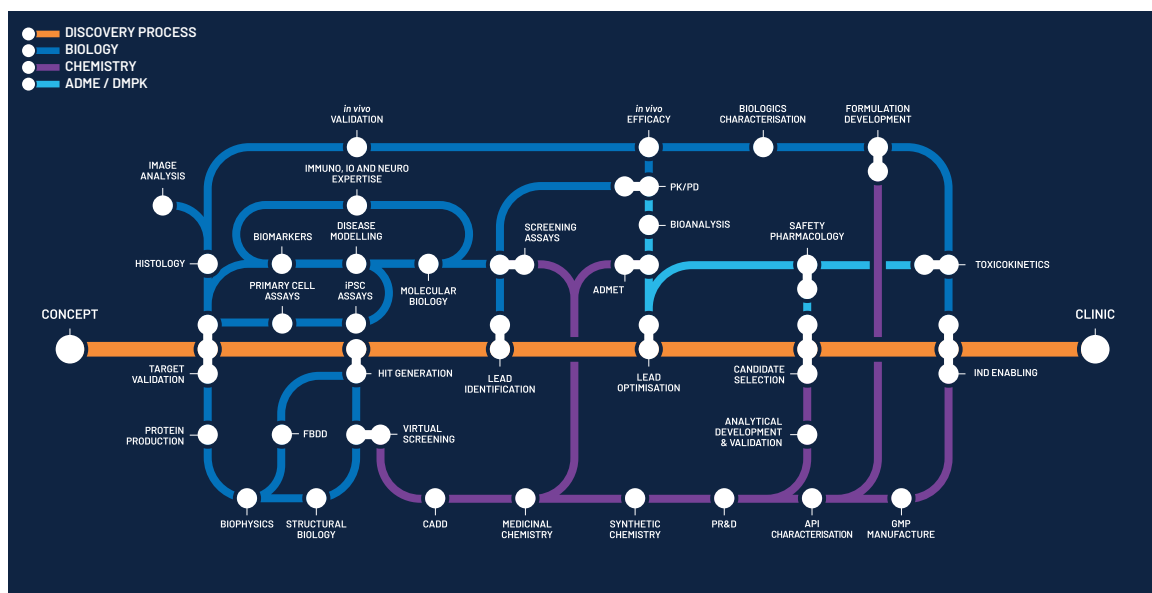 DISCOVERY PROCESS
BIOLOGY
CHEMISTRY
ADME / DMPK
in vivo
VALIDATION
in vivo
EFFICACY
BIOLOGICS
CHARACTERISATION
FORMULATION
DEVELOPMENT
IMAGE
ANALYSIS
IMMUNO, IO AND NEURO
EXPERTISE
PK/PD
BIOANALYSIS
SCREENING
ASSAYS
SAFETY
PHARMACOLOGY
BIOMARKERS
DISEASE
MODELLING
HISTOLOGY
MOLECULAR
BIOLOGY
ADMET
TOXICOKINETICS
PRIMARY CELL
ASSAYS
iPSC
ASSAYS
CONCEPT
CLINIC
TARGET
VALIDATION
HIT GENERATION
LEAD
IDENTIFICATION
LEAD
OPTIMISATION
CANDIDATE
SELECTION
IND ENABLING
PROTEIN
PRODUCTION
FBDD
VIRTUAL
SCREENING
ANALYTICAL
DEVELOPMENT
& VALIDATION
BIOPHYSICS
STRUCTURAL
BIOLOGY
CADD
MEDICINAL
CHEMISTRY
SYNTHETIC
CHEMISTRY
PR&D
API
CHARACTERISATION
GMP
MANUFACTURE